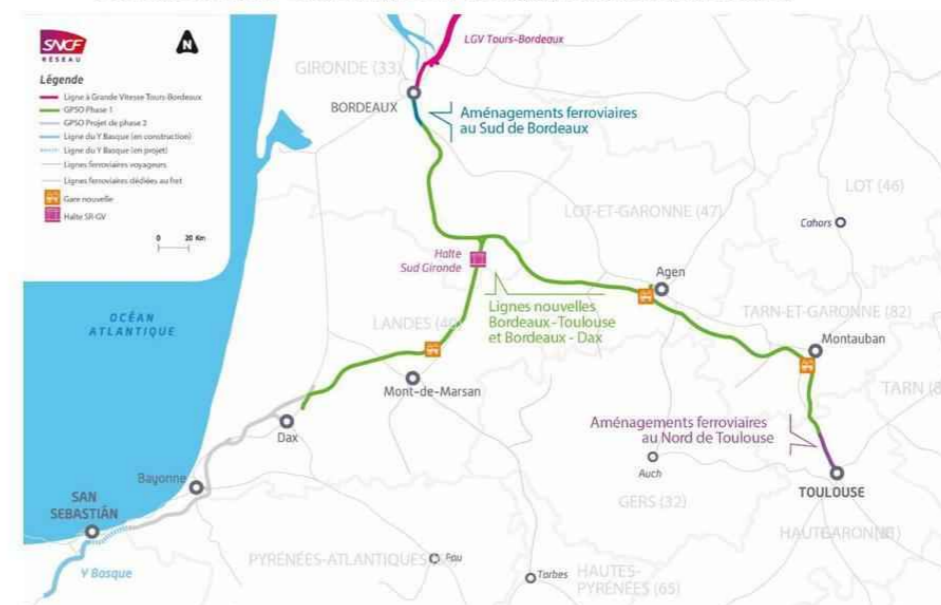 SNCF
RÉSEAU
N
Légende
Ligne à Grande Vitesse Tours-Bordeaux
GPSO Phase 1
GPSO Projet de phase 2
Ligne du Y Basque (en construction)
Ligne du Y Basque (en projet)
Lignes ferroviaires voyageurs
Lignes ferroviaires dédiées au fret
Gare nouvelle
Halte SR-GV
0 20 Km
LGV Tours-Bordeaux
GIRONDE (33)
BORDEAUX
Aménagements ferroviaires
au Sud de Bordeaux
LOT (46)
LOT-ET-GARONNE (47)
Cahors
Halte
Sud Gironde
Agen
OCÉAN
ATLANTIQUE
LANDES (40)
Lignes nouvelles
Bordeaux-Toulouse
et Bordeaux - Dax
TARN-ET-GARONNE (82)
Montauban
Mont-de-Marsan
TARN (8
Dax
Aménagements ferroviaires
au Nord de Toulouse
Auch
Bayonne
TOULOUSE
SAN
SEBASTIÁN
GERS (32)
PYRÉNÉES-ATLANTIQUES
Pau
Y Basque
Tarbes
HAUTES-
PYRÉNÉES (65)